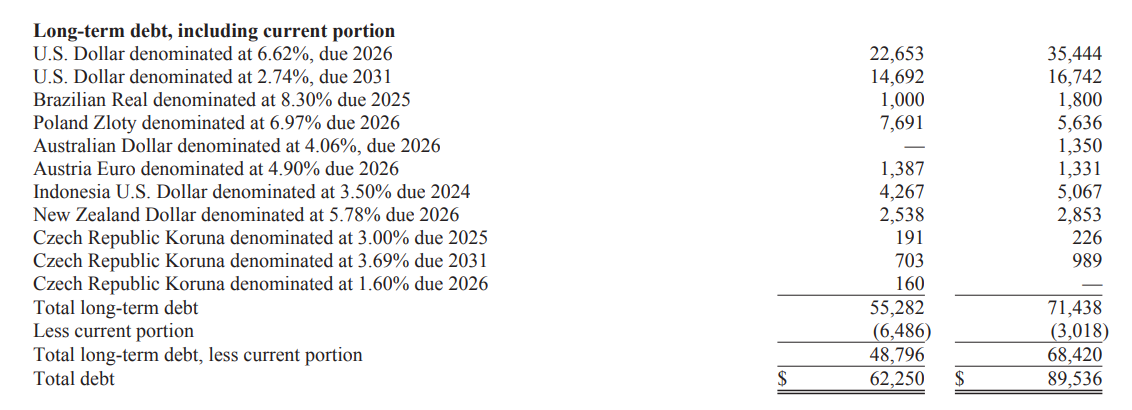 Long-term debt, including current portion
U.S. Dollar denominated at 6.62%, due 2026 22,653 35,444
U.S. Dollar denominated at 2.74%, due 2031 14,692 16,742
Brazilian Real denominated at 8.30% due 2025 1,000 1,800
Poland Zloty denominated at 6.97% due 2026 7,691 5,636
Australian Dollar denominated at 4.06%, due 2026 — 1,350
Austria Euro denominated at 4.90% due 2026 1,387 1,331
Indonesia U.S. Dollar denominated at 3.50% due 2024 4,267 5,067
New Zealand Dollar denominated at 5.78% due 2026 2,538 2,853
Czech Republic Koruna denominated at 3.00% due 2025 191 226
Czech Republic Koruna denominated at 3.69% due 2031 703 989
Czech Republic Koruna denominated at 1.60% due 2026 160 —
Total long-term debt 55,282 71,438
Less current portion (6,486) (3,018)
Total long-term debt, less current portion 48,796 68,420
Total debt $ 62,250 $ 89,536